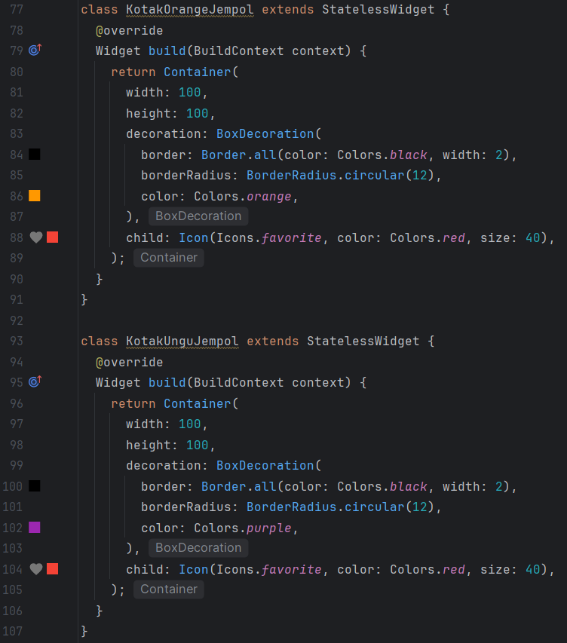 77 class KotakOrangeJempol extends StatelessWidget {
78 @override
79 Widget build(BuildContext context) {
80 return Container(
81 width: 100,
82 height: 100,
83 decoration: BoxDecoration(
84 border: Border.all(color: Colors.black, width: 2),
85 borderRadius: BorderRadius.circular(12),
86 color: Colors.orange,
87 ), BoxDecoration
88 child: Icon(Icons.favorite, color: Colors.red, size: 40),
89 ); Container
90 }
91 }
92
93 class KotakUnguJempol extends StatelessWidget {
94 @override
95 Widget build(BuildContext context) {
96 return Container(
97 width: 100,
98 height: 100,
99 decoration: BoxDecoration(
100 border: Border.all(color: Colors.black, width: 2),
101 borderRadius: BorderRadius.circular(12),
102 color: Colors.purple,
103 ), BoxDecoration
104 child: Icon(Icons.favorite, color: Colors.red, size: 40),
105 ); Container
106 }
107 }